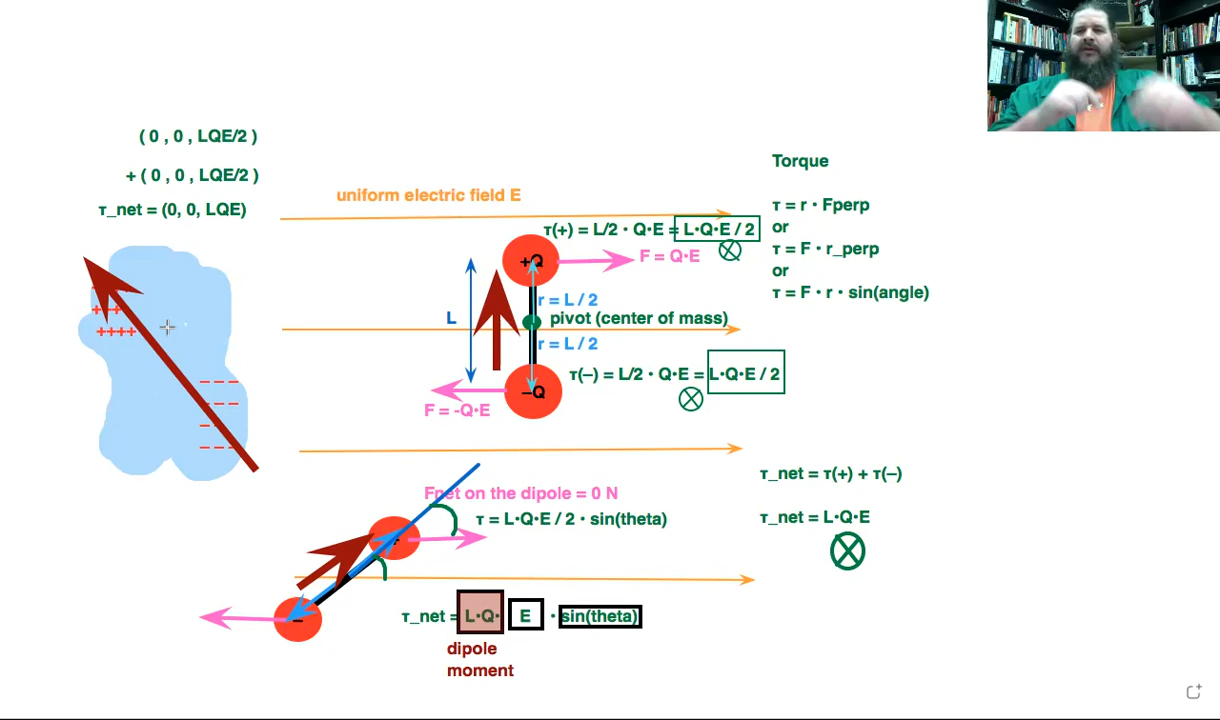 ( 0 , 0 , LQE/2 )
+ ( 0 , 0 , LQE/2 )
τ_net = (0, 0, LQE)
uniform electric field E
τ(+) = L/2 · Q·E = L·Q·E / 2
+Q
F = Q·E
r = L / 2
L
pivot (center of mass)
r = L / 2
τ(–) = L/2 · Q·E = L·Q·E / 2
–Q
F = -Q·E
Torque
τ = r · Fperp
or
τ = F · r_perp
or
τ = F · r · sin(angle)
++++
– – –
– – –
– – –
– – –
Fnet on the dipole = 0 N
τ = L·Q·E / 2 · sin(theta)
τ_net = τ(+) + τ(–)
τ_net = L·Q·E
–
τ_net = L·Q· E · sin(theta)
dipole
moment